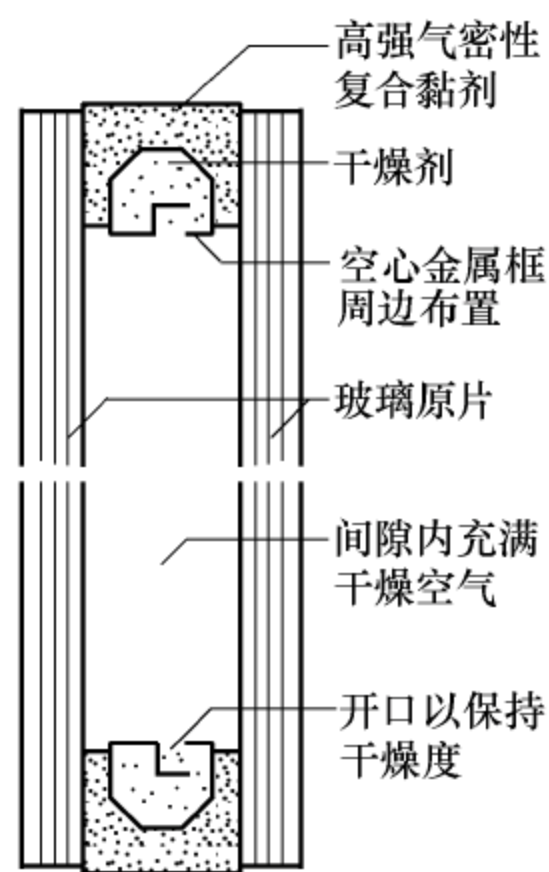 高强气密性
复合黏剂
干燥剂
空心金属框
周边布置
玻璃原片
间隙内充满
干燥空气
开口以保持
干燥度